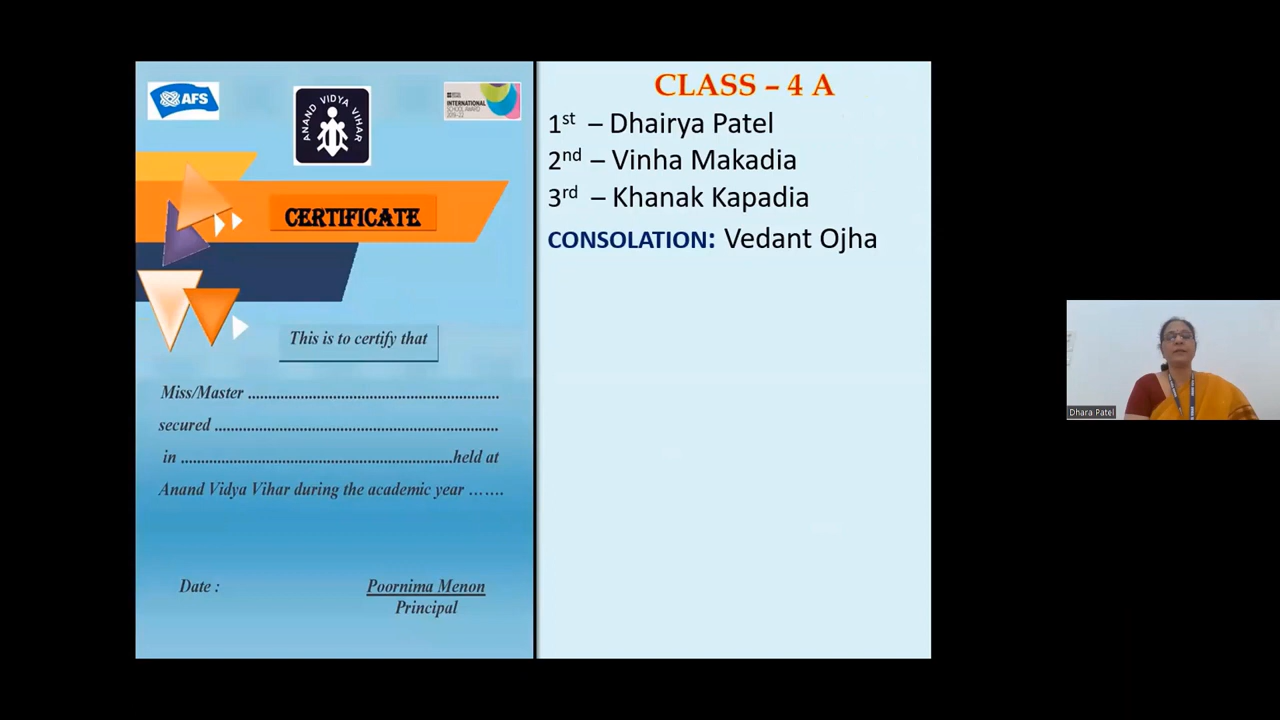 AFS
ANAND VIDYA VIHAR
INTERNATIONAL
SCHOOL AWARD
2019-22
CERTIFICATE
This is to certify that
Miss/Master ...............................................................
secured .......................................................................
in ....................................................................held at
Anand Vidya Vihar during the academic year …….
Date :
Poornima Menon
Principal
CLASS – 4 A
1st – Dhairya Patel
2nd – Vinha Makadia
3rd – Khanak Kapadia
CONSOLATION: Vedant Ojha
Dhara Patel